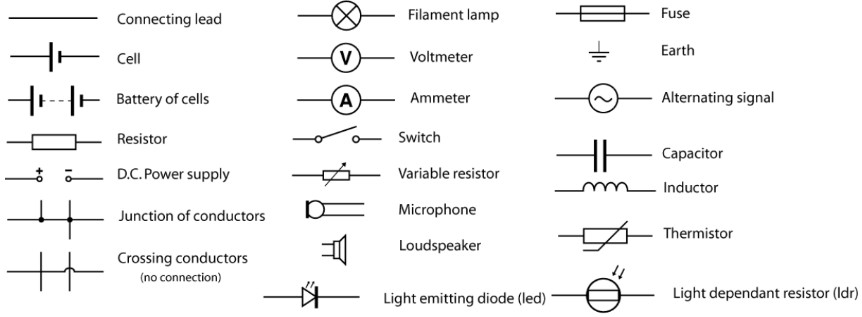 Connecting lead
Cell
Battery of cells
Resistor
+ −
D.C. Power supply
Junction of conductors
Crossing conductors
(no connection)
Filament lamp
V
Voltmeter
A
Ammeter
Switch
Variable resistor
Microphone
Loudspeaker
Light emitting diode (led)
Fuse
Earth
Alternating signal
Capacitor
Inductor
Thermistor
Light dependant resistor (ldr)